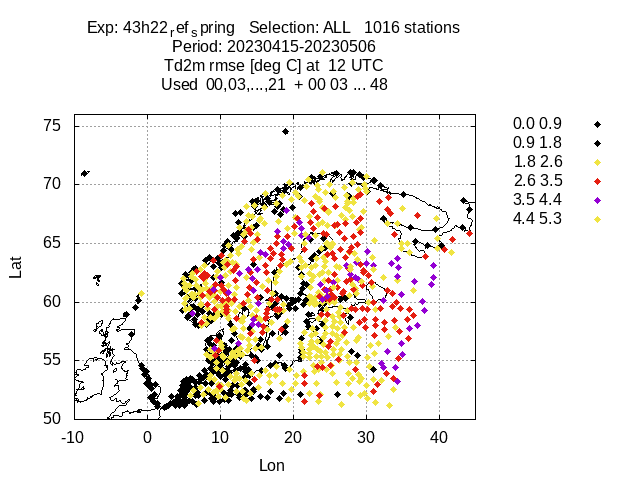 Exp: 43h22refspring   Selection: ALL   1016 stations
Period: 20230415-20230506
Td2m rmse [deg C] at  12 UTC
Used  00,03,...,21  + 00 03 ... 48
0.0 0.9
0.9 1.8
1.8 2.6
2.6 3.5
3.5 4.4
4.4 5.3
75
70
65
60
55
50
Lat
-10 0 10 20 30 40
Lon